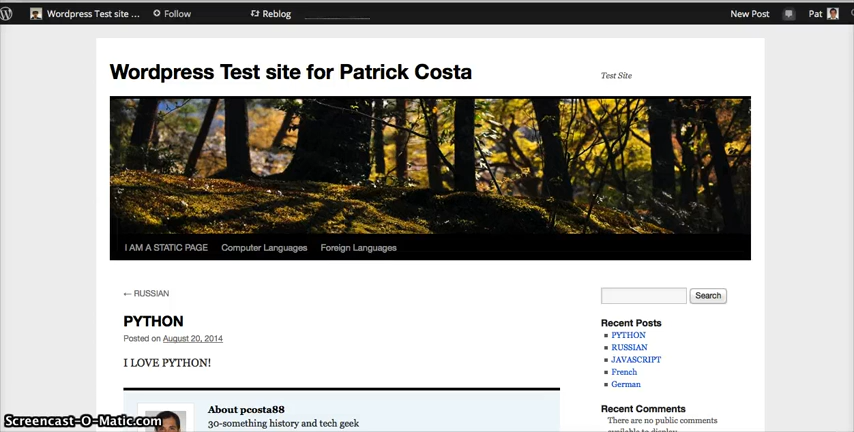 Wordpress Test site ... Follow Reblog New Post Pat
Wordpress Test site for Patrick Costa
Test Site
I AM A STATIC PAGE Computer Languages Foreign Languages
← RUSSIAN
Search
PYTHON
Posted on August 20, 2014
I LOVE PYTHON!
Recent Posts
PYTHON
RUSSIAN
JAVASCRIPT
French
German
About pcosta88
30-something history and tech geek
Recent Comments
There are no public comments
available to display
Screencast-O-Matic.com